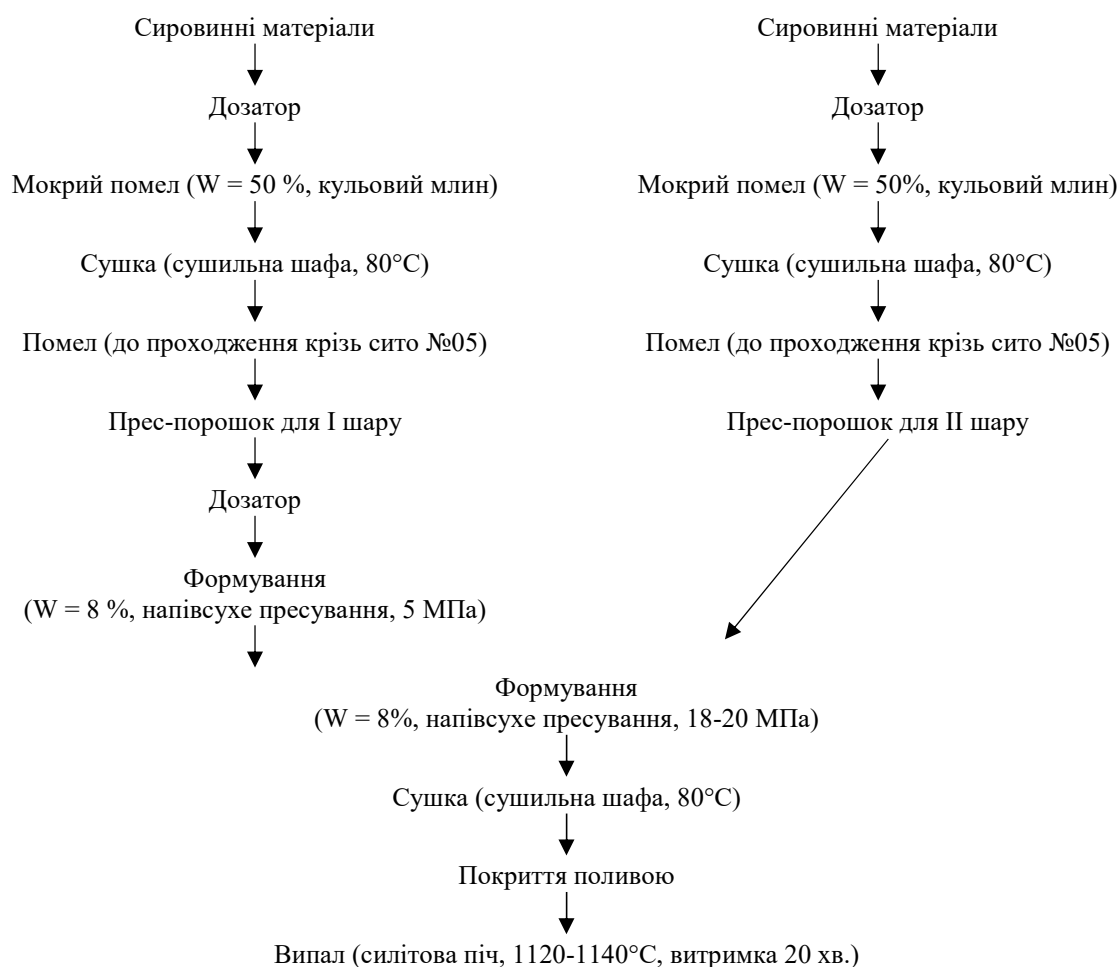 Сировинні матеріали
Дозатор
Мокрий помел (W = 50 %, кульовий млин)
Сушка (сушильна шафа, 80°С)
Помел (до проходження крізь сито №05)
Прес-порошок для І шару
Дозатор
Формування
(W = 8 %, напівсухе пресування, 5 МПа)
Сировинні матеріали
Дозатор
Мокрий помел (W = 50%, кульовий млин)
Сушка (сушильна шафа, 80°С)
Помел (до проходження крізь сито №05)
Прес-порошок для ІІ шару
Формування
(W = 8%, напівсухе пресування, 18-20 МПа)
Сушка (сушильна шафа, 80°С)
Покриття поливою
Випал (силітова піч, 1120-1140°С, витримка 20 хв.)